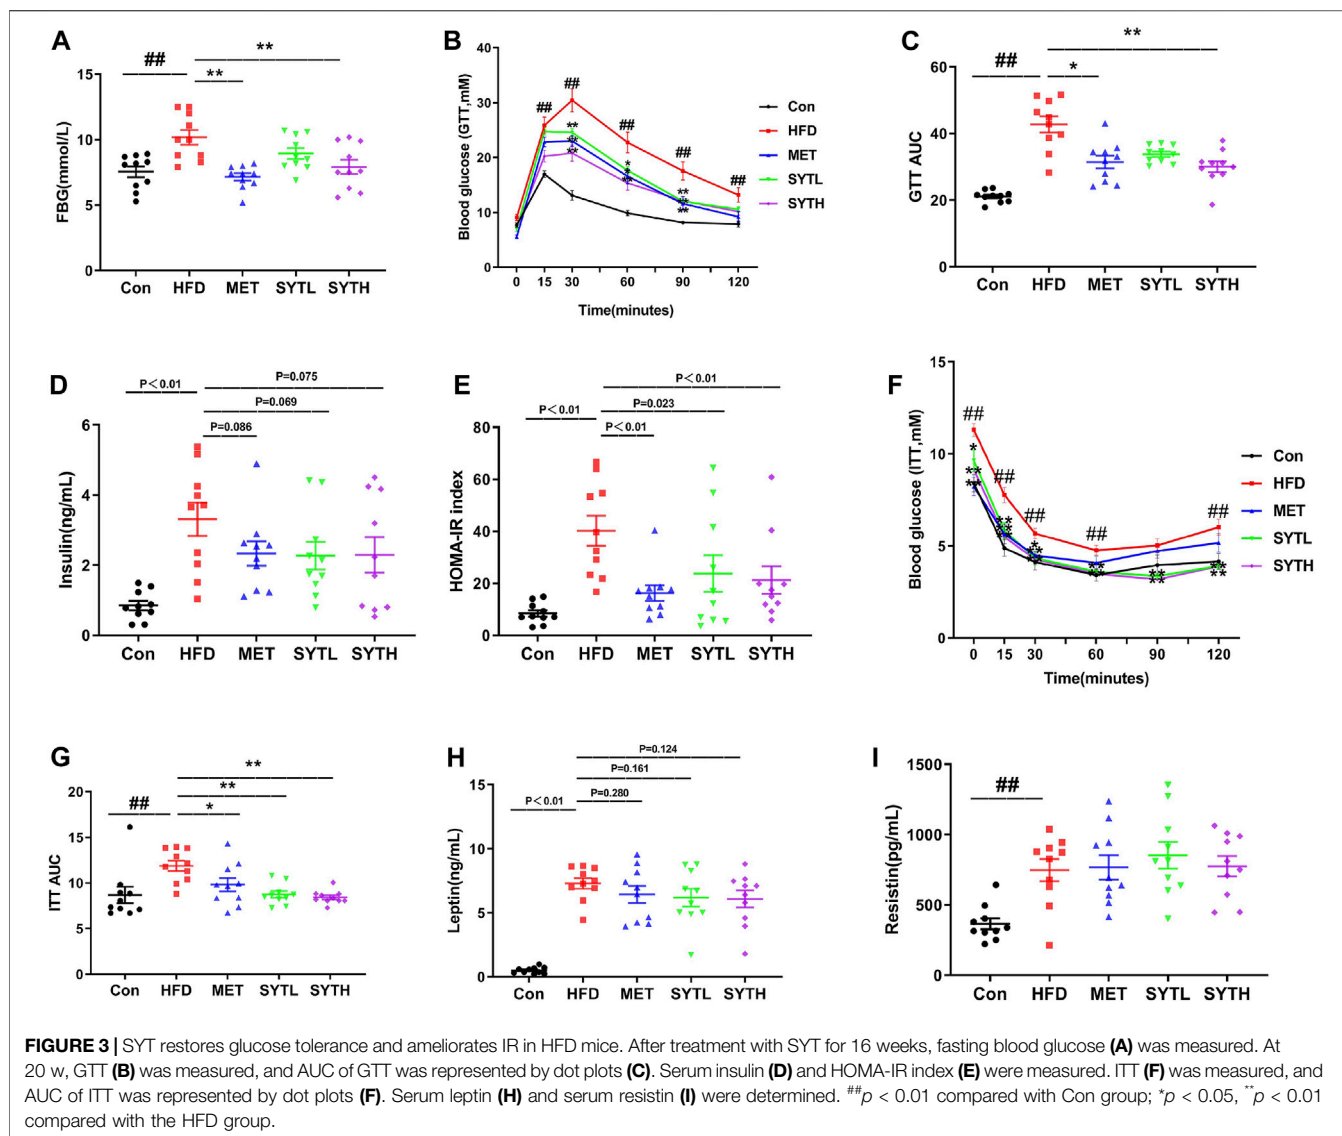 A
##
**
**
FBG(mmol/L)
15
10
5
0
Con HFD MET SYTL SYTH
B
Blood glucose (GTT,mM)
40
30
20
10
0
##
##
##
##
##
**
**
**
*
*
**
**
**
**
0 15 30 60 90 120
Time(minutes)
Con
HFD
MET
SYTL
SYTH
C
##
**
*
GTT AUC
60
40
20
0
Con HFD MET SYTL SYTH
D
P=0.075
P<0.01
P=0.069
P=0.086
Insulin(ng/mL)
6
4
2
0
Con HFD MET SYTL SYTH
E
P<0.01
P<0.01
P=0.023
P<0.01
HOMA-IR index
80
60
40
20
0
Con HFD MET SYTL SYTH
F
Blood glucose (ITT,mM)
15
10
5
0
##
##
##
##
##
*
**
**
**
**
**
*
**
**
**
**
**
**
**
**
0 15 30 60 90 120
Time(minutes)
Con
HFD
MET
SYTL
SYTH
G
**
**
##
*
ITT AUC
20
15
10
5
0
Con HFD MET SYTL SYTH
H
P=0.124
P=0.161
P<0.01
P=0.280
Leptin(ng/mL)
15
10
5
0
Con HFD MET SYTL SYTH
I
##
Resistin(pg/mL)
1500
1000
500
0
Con HFD MET SYTL SYTH
FIGURE 3 | SYT restores glucose tolerance and ameliorates IR in HFD mice. After treatment with SYT for 16 weeks, fasting blood glucose (A) was measured. At
20 w, GTT (B) was measured, and AUC of GTT was represented by dot plots (C). Serum insulin (D) and HOMA-IR index (E) were measured. ITT (F) was measured, and
AUC of ITT was represented by dot plots (F). Serum leptin (H) and serum resistin (I) were determined. ##p < 0.01 compared with Con group; *p < 0.05, **p < 0.01
compared with the HFD group.